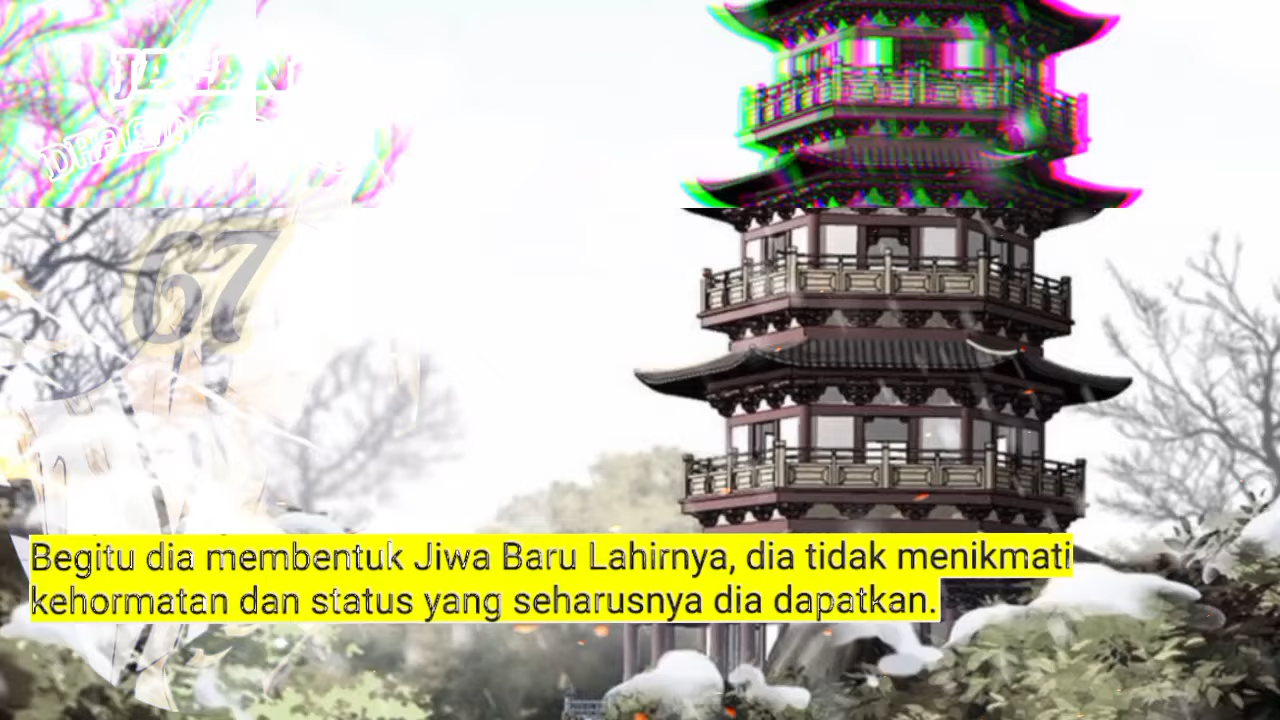 67
Begitu dia membentuk Jiwa Baru Lahirnya, dia tidak menikmati
kehormatan dan status yang seharusnya dia dapatkan.